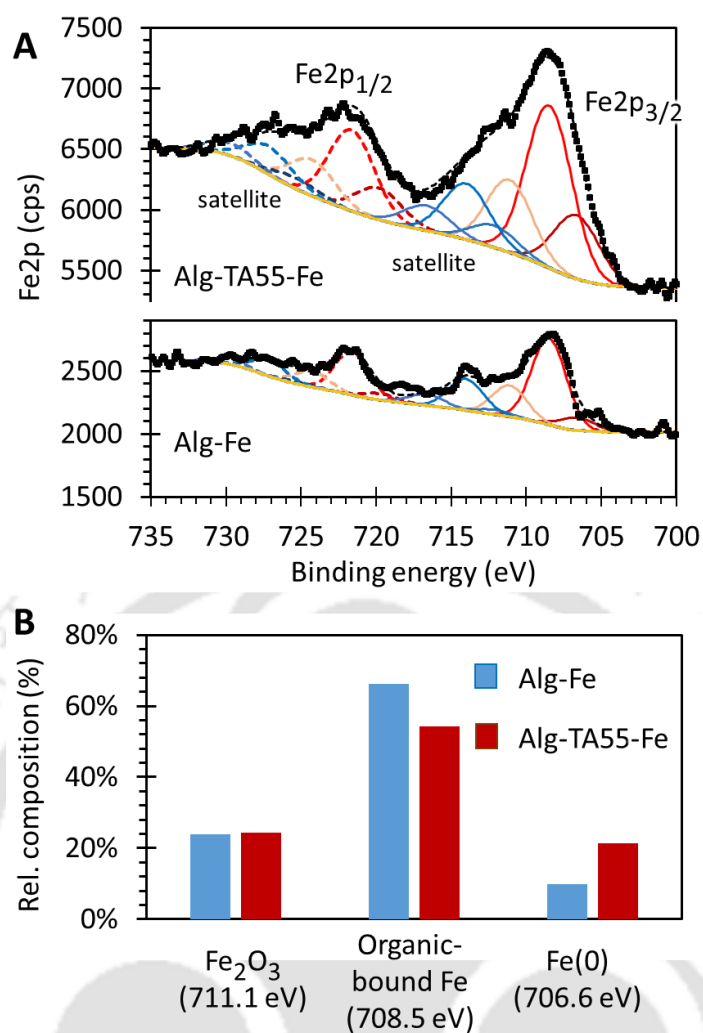 A
7500
7000
6500
6000
5500
Fe2p (cps)
Fe2p1/2
Fe2p3/2
satellite
satellite
Alg-TA55-Fe
2500
2000
1500
Alg-Fe
735 730 725 720 715 710 705 700
Binding energy (eV)
B
80%
60%
40%
20%
0%
Rel. composition (%)
Alg-Fe
Alg-TA55-Fe
Fe2O3
(711.1 eV)
Organic-
bound Fe
(708.5 eV)
Fe(0)
(706.6 eV)